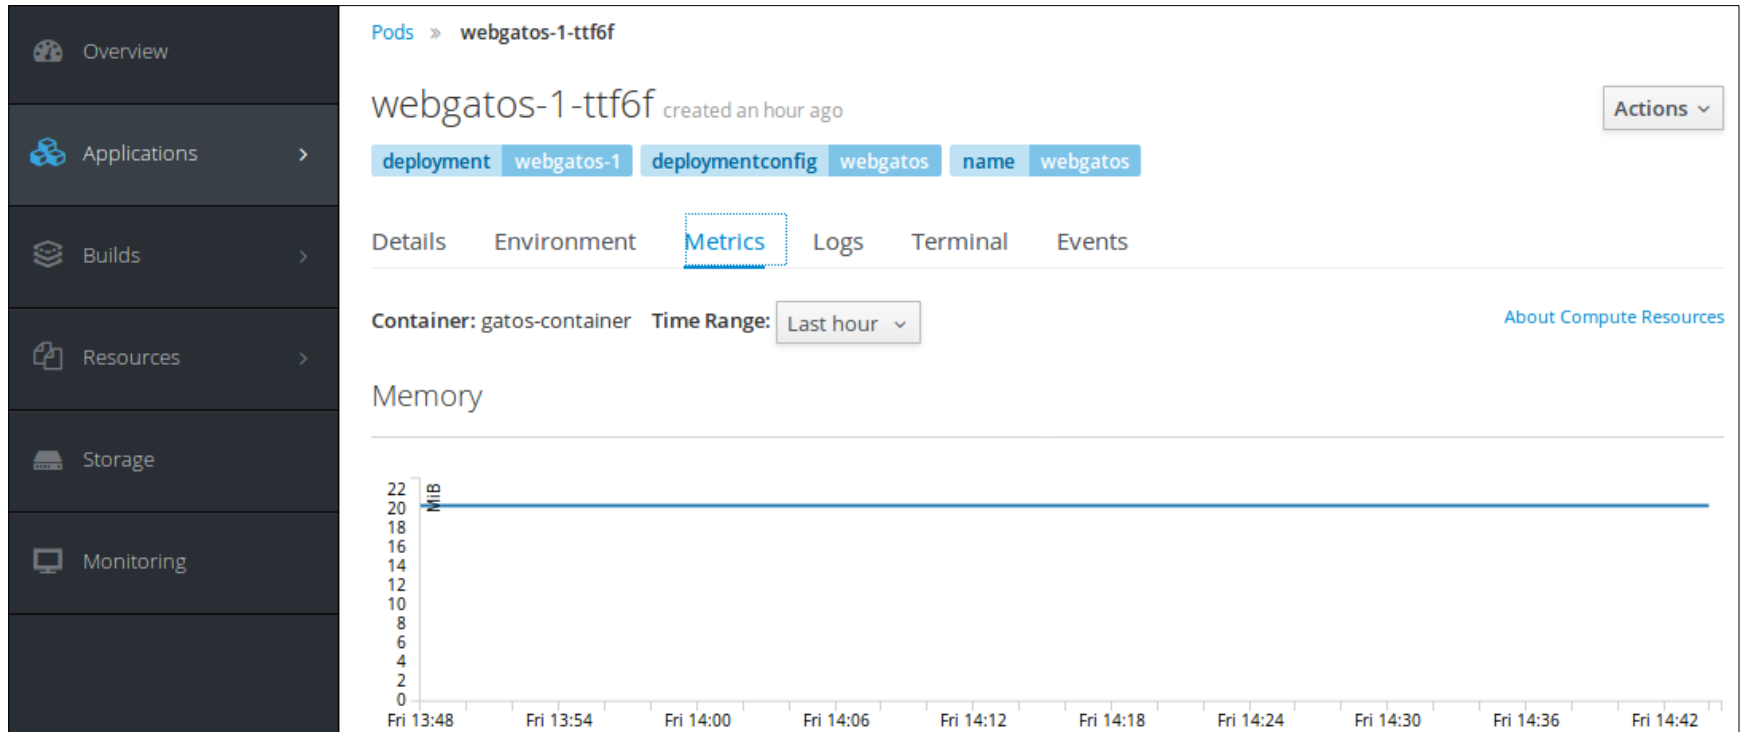 Overview
Applications
Builds
Resources
Storage
Monitoring
Pods » webgatos-1-ttf6f
webgatos-1-ttf6f created an hour ago
Actions
deployment webgatos-1 deploymentconfig webgatos name webgatos
Details Environment Metrics Logs Terminal Events
Container: gatos-container Time Range: Last hour
About Compute Resources
Memory
MiB
22
20
18
16
14
12
10
8
6
4
2
0
Fri 13:48 Fri 13:54 Fri 14:00 Fri 14:06 Fri 14:12 Fri 14:18 Fri 14:24 Fri 14:30 Fri 14:36 Fri 14:42